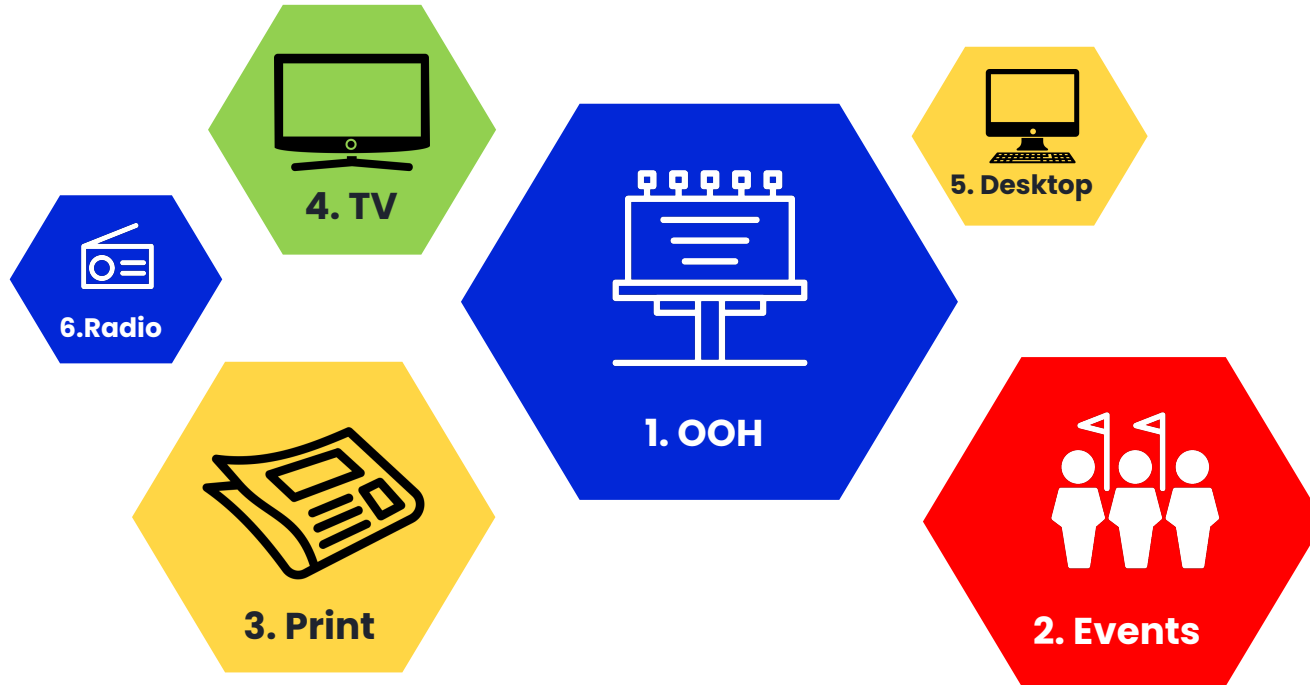 4. TV
5. Desktop
6.Radio
1. OOH
3. Print
2. Events